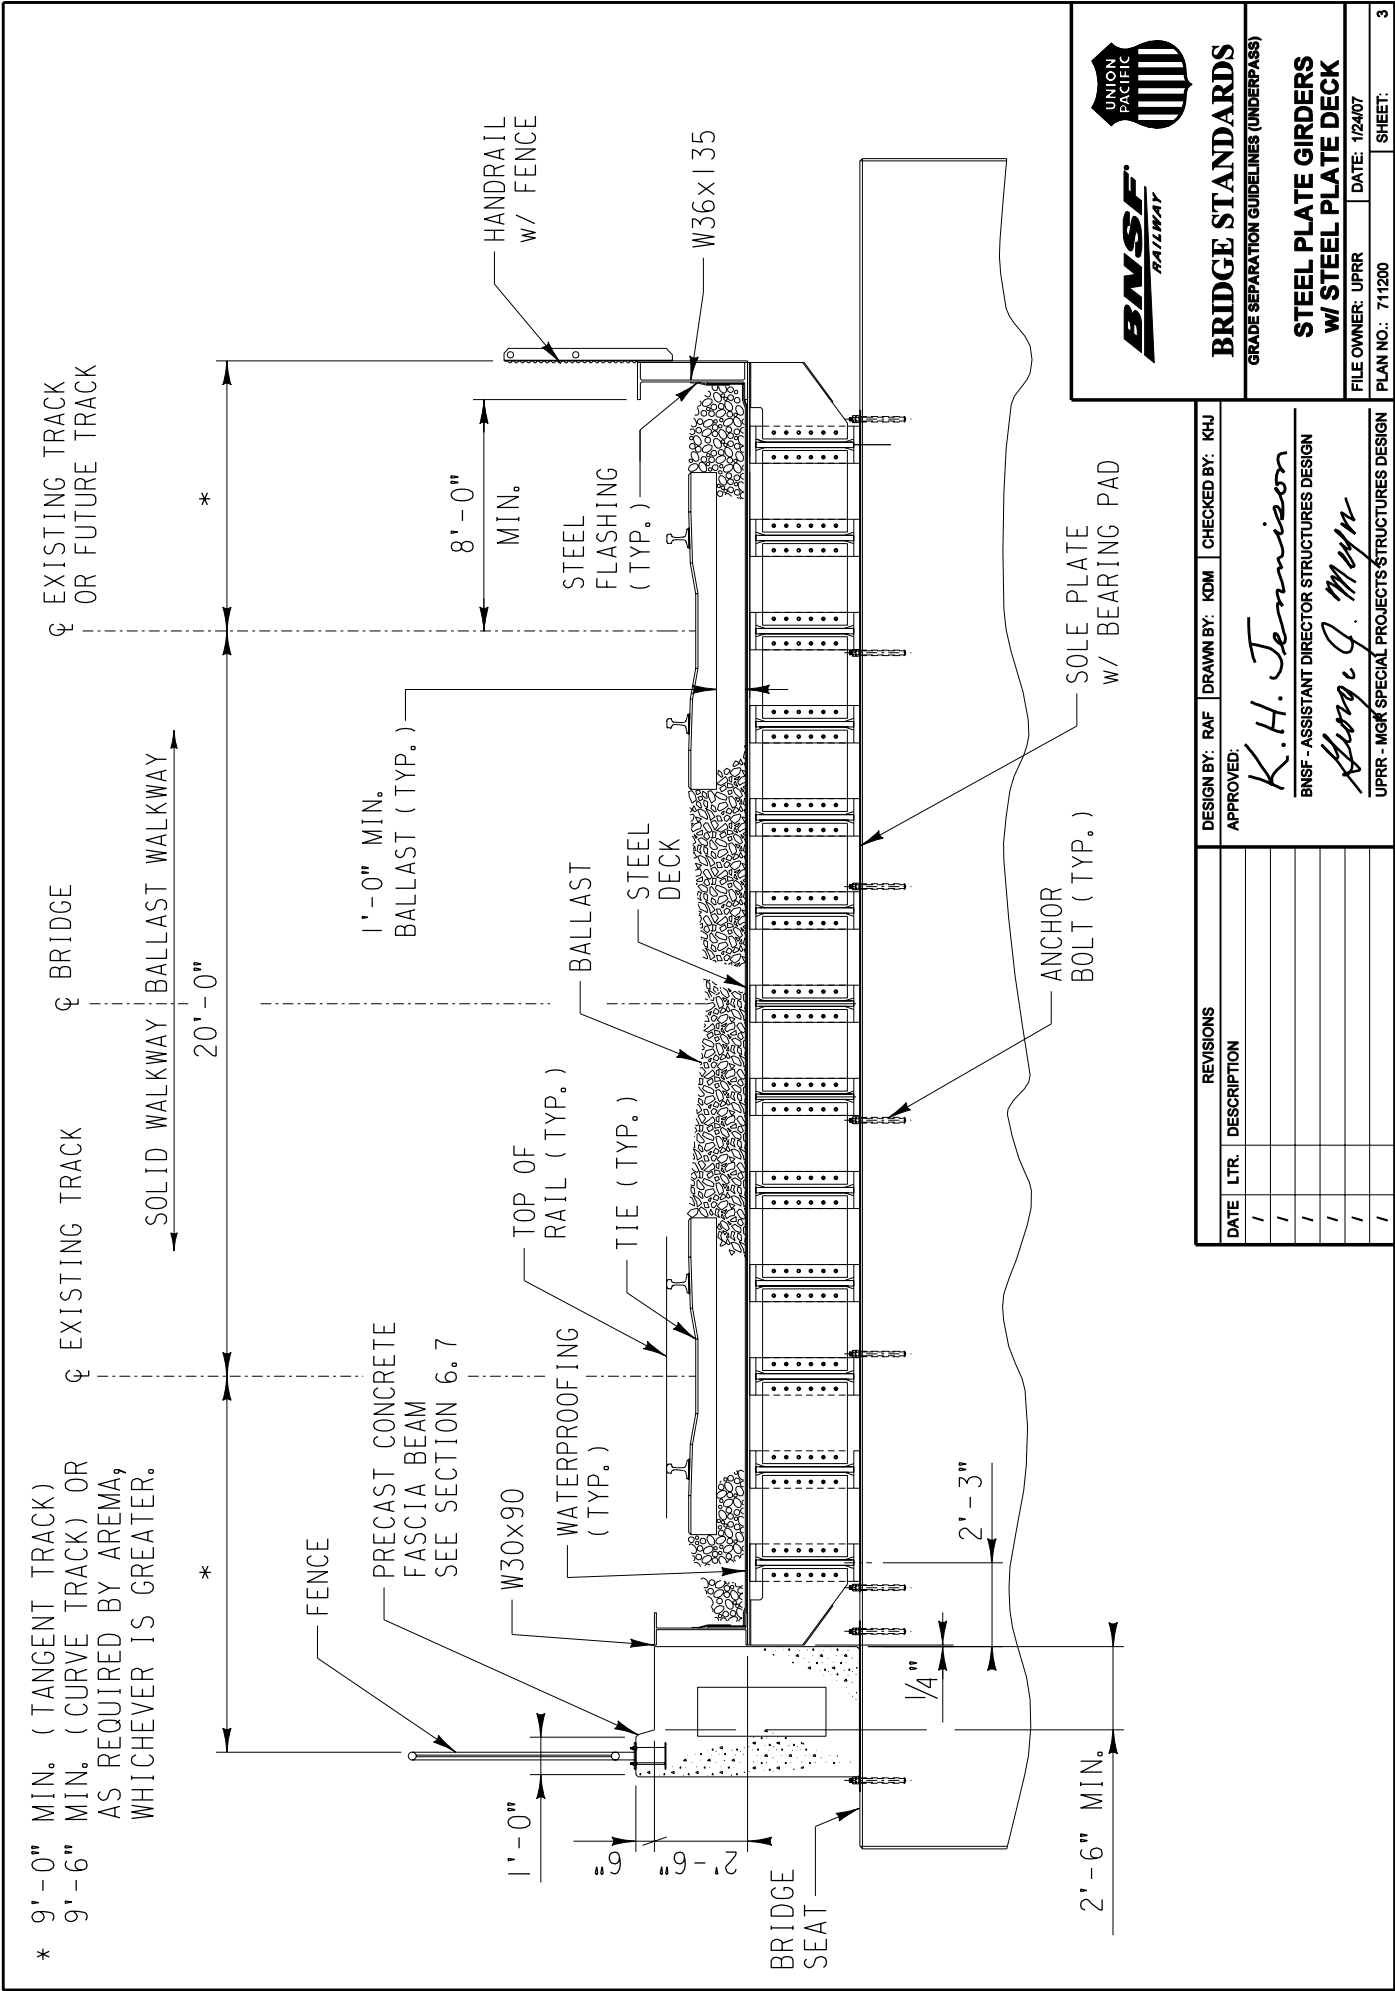 * 9'-0" MIN. (TANGENT TRACK)
9'-6" MIN. (CURVE TRACK) OR
AS REQUIRED BY AREMA,
WHICHEVER IS GREATER.
℄ EXISTING TRACK
℄ BRIDGE
℄ EXISTING TRACK
OR FUTURE TRACK
SOLID WALKWAY BALLAST WALKWAY
*
20'-0"
*
FENCE
PRECAST CONCRETE
FASCIA BEAM
SEE SECTION 6.7
W30x90
WATERPROOFING
(TYP.)
TOP OF
RAIL (TYP.)
TIE (TYP.)
BALLAST
STEEL
DECK
1'-0" MIN.
BALLAST (TYP.)
8'-0"
MIN.
STEEL
FLASHING
(TYP.)
HANDRAIL
w/ FENCE
W36x135
1'-0"
6"
2'-6"
BRIDGE
SEAT
2'-6" MIN.
1/4"
2'-3"
ANCHOR
BOLT (TYP.)
SOLE PLATE
w/ BEARING PAD
REVISIONS
DATE LTR. DESCRIPTION
/
/
/
/
/
/
DESIGN BY: RAF DRAWN BY: KDM CHECKED BY: KHJ
APPROVED:
K.H. Jennison
BNSF - ASSISTANT DIRECTOR STRUCTURES DESIGN
George J. Meyn
UPRR - MGR SPECIAL PROJECTS STRUCTURES DESIGN
BNSF
RAILWAY
UNION
PACIFIC
BRIDGE STANDARDS
GRADE SEPARATION GUIDELINES (UNDERPASS)
STEEL PLATE GIRDERS
w/ STEEL PLATE DECK
FILE OWNER: UPRR DATE: 1/24/07
PLAN NO.: 711200 SHEET: 3